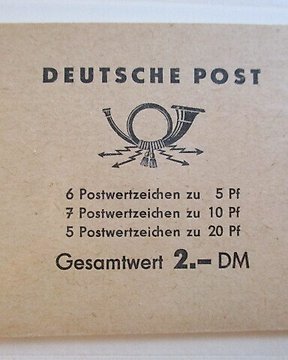 DEUTSCHE POST
6 Postwertzeichen zu 5 Pf
7 Postwertzeichen zu 10 Pf
5 Postwertzeichen zu 20 Pf
Gesamtwert 2.– DM